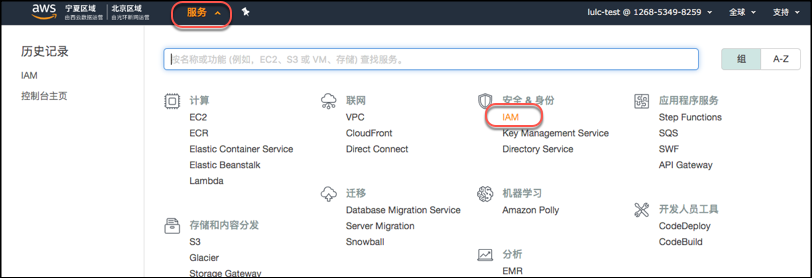 aws 宁夏区域 北京区域 服务 lulc-test @ 1268-5349-8259 全球 支持
由西云数据运营 由光环新网运营
历史记录
IAM
控制台主页
按名称或功能 (例如，EC2、S3 或 VM、存储) 查找服务。
组 A-Z
计算
EC2
ECR
Elastic Container Service
Elastic Beanstalk
Lambda
存储和内容分发
S3
Glacier
Storage Gateway
联网
VPC
CloudFront
Direct Connect
迁移
Database Migration Service
Server Migration
Snowball
安全 & 身份
IAM
Key Management Service
Directory Service
机器学习
Amazon Polly
分析
EMR
应用程序服务
Step Functions
SQS
SWF
API Gateway
开发人员工具
CodeDeploy
CodeBuild